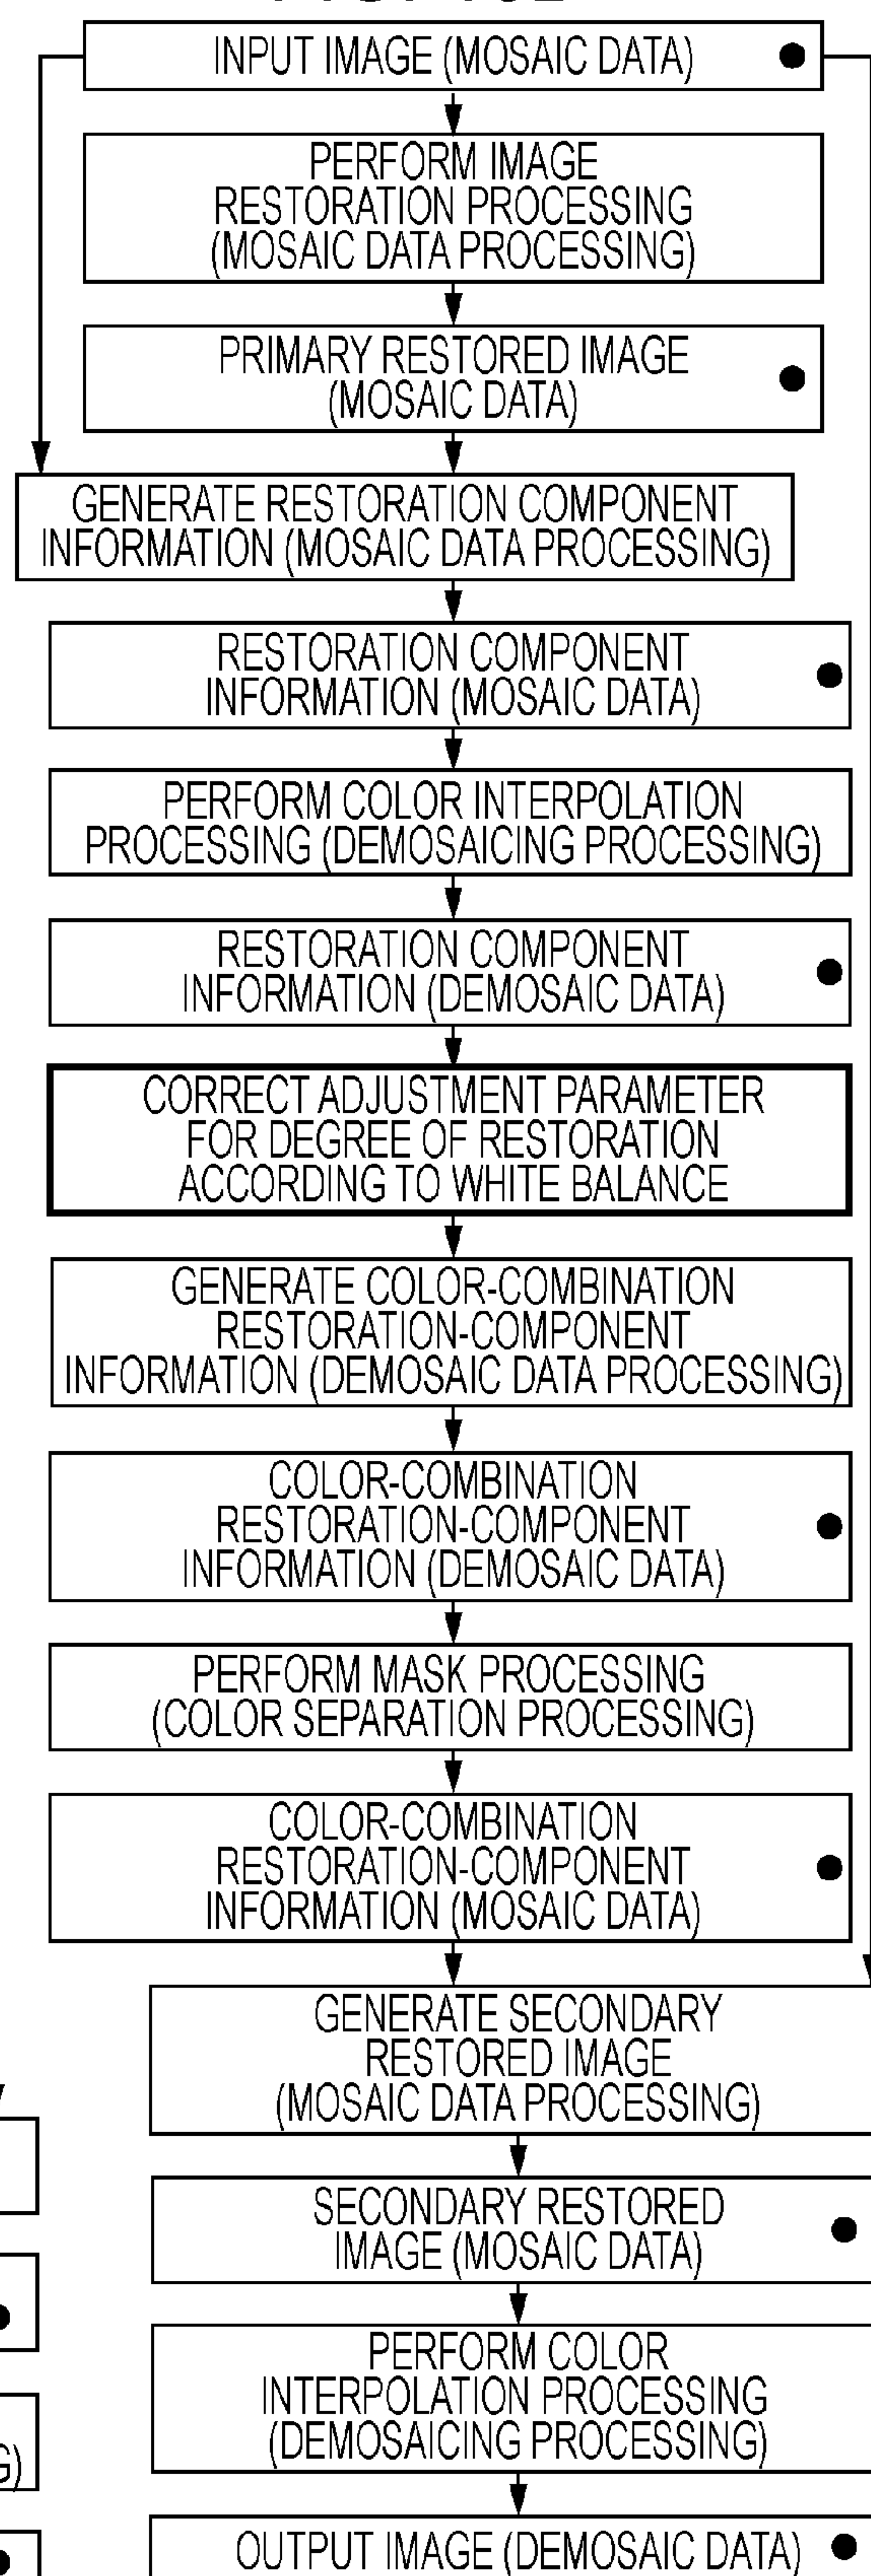 INPUT IMAGE (MOSAIC DATA)
PERFORM IMAGE
RESTORATION PROCESSING
(MOSAIC DATA PROCESSING)
PRIMARY RESTORED IMAGE
(MOSAIC DATA)
GENERATE RESTORATION COMPONENT
INFORMATION (MOSAIC DATA PROCESSING)
RESTORATION COMPONENT
INFORMATION (MOSAIC DATA)
PERFORM COLOR INTERPOLATION
PROCESSING (DEMOSAICING PROCESSING)
RESTORATION COMPONENT
INFORMATION (DEMOSAIC DATA)
CORRECT ADJUSTMENT PARAMETER
FOR DEGREE OF RESTORATION
ACCORDING TO WHITE BALANCE
GENERATE COLOR-COMBINATION
RESTORATION-COMPONENT
INFORMATION (DEMOSAIC DATA PROCESSING)
COLOR-COMBINATION
RESTORATION-COMPONENT
INFORMATION (DEMOSAIC DATA)
PERFORM MASK PROCESSING
(COLOR SEPARATION PROCESSING)
COLOR-COMBINATION
RESTORATION-COMPONENT
INFORMATION (MOSAIC DATA)
GENERATE SECONDARY
RESTORED IMAGE
(MOSAIC DATA PROCESSING)
SECONDARY RESTORED
IMAGE (MOSAIC DATA)
PERFORM COLOR
INTERPOLATION PROCESSING
(DEMOSAICING PROCESSING)
G)
OUTPUT IMAGE (DEMOSAIC DATA)